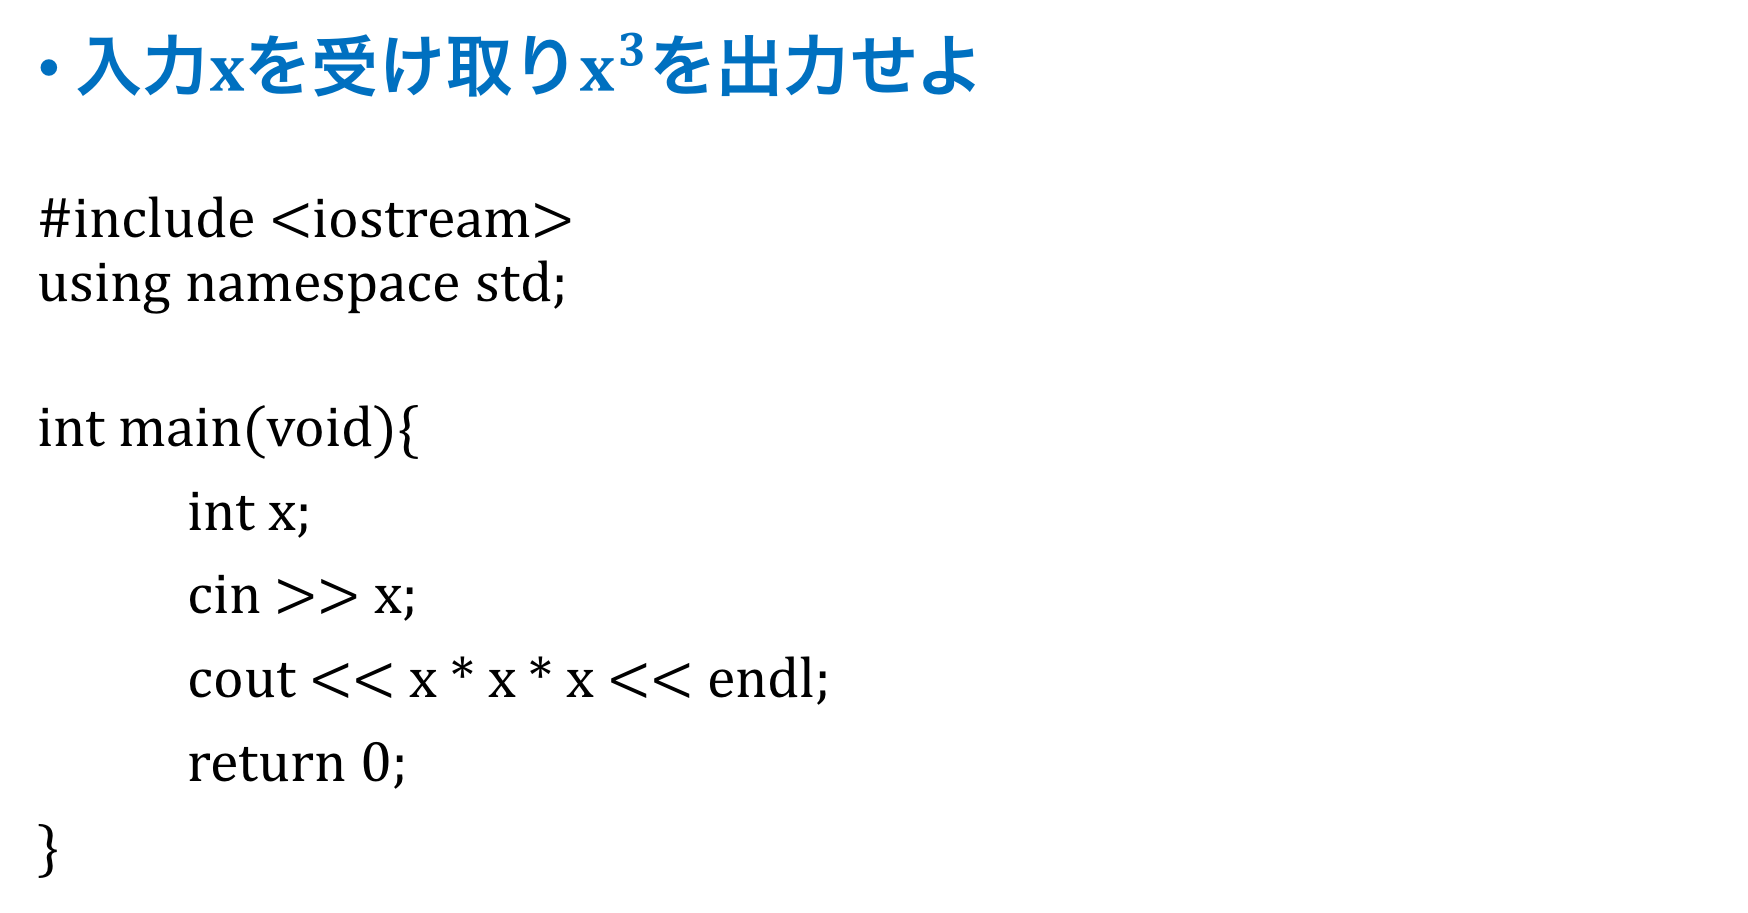 • 入力xを受け取りx³を出力せよ
#include <iostream>
using namespace std;
int main(void){
int x;
cin >> x;
cout << x * x * x << endl;
return 0;
}